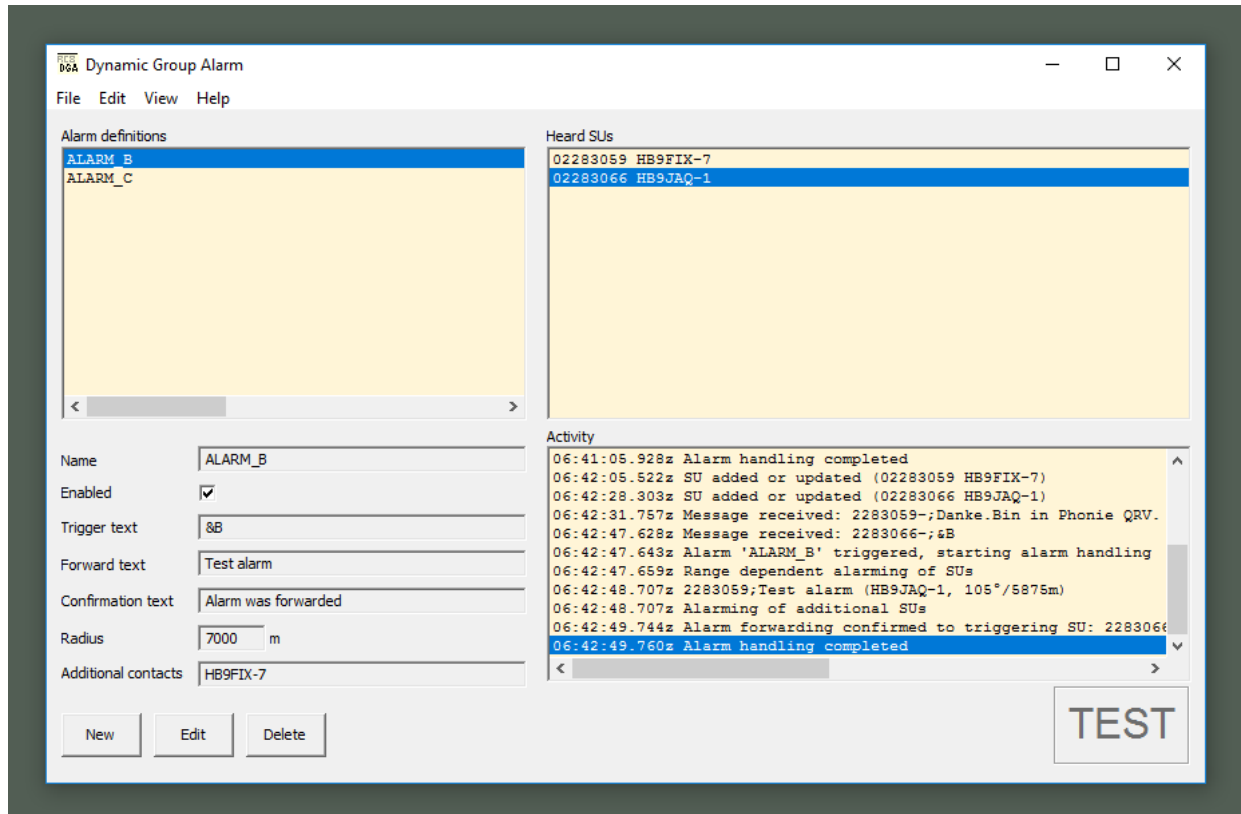 RCB
DGA Dynamic Group Alarm
File Edit View Help
Alarm definitions
ALARM_B
ALARM_C
Heard SUs
02283059 HB9FIX-7
02283066 HB9JAQ-1
Name ALARM_B
Enabled
Trigger text &B
Forward text Test alarm
Confirmation text Alarm was forwarded
Radius 7000 m
Additional contacts HB9FIX-7
New Edit Delete
Activity
06:41:05.928z Alarm handling completed
06:42:05.522z SU added or updated (02283059 HB9FIX-7)
06:42:28.303z SU added or updated (02283066 HB9JAQ-1)
06:42:31.757z Message received: 2283059-;Danke.Bin in Phonie QRV.
06:42:47.628z Message received: 2283066-;&B
06:42:47.643z Alarm 'ALARM_B' triggered, starting alarm handling
06:42:47.659z Range dependent alarming of SUs
06:42:48.707z 2283059;Test alarm (HB9JAQ-1, 105°/5875m)
06:42:48.707z Alarming of additional SUs
06:42:49.744z Alarm forwarding confirmed to triggering SU: 2283066
06:42:49.760z Alarm handling completed
TEST